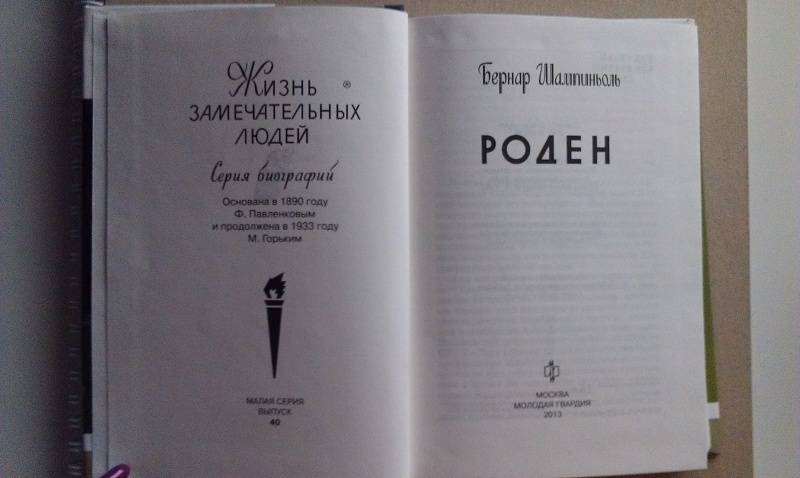 Жизнь ®
ЗАМЕЧАТЕЛЬНЫХ
ЛЮДЕЙ
Серия биографий
Основана в 1890 году
Ф. Павленковым
и продолжена в 1933 году
М. Горьким
МАЛАЯ СЕРИЯ
ВЫПУСК
40
Бернар Шампиньоль
РОДЕН
МОСКВА
МОЛОДАЯ ГВАРДИЯ
2013